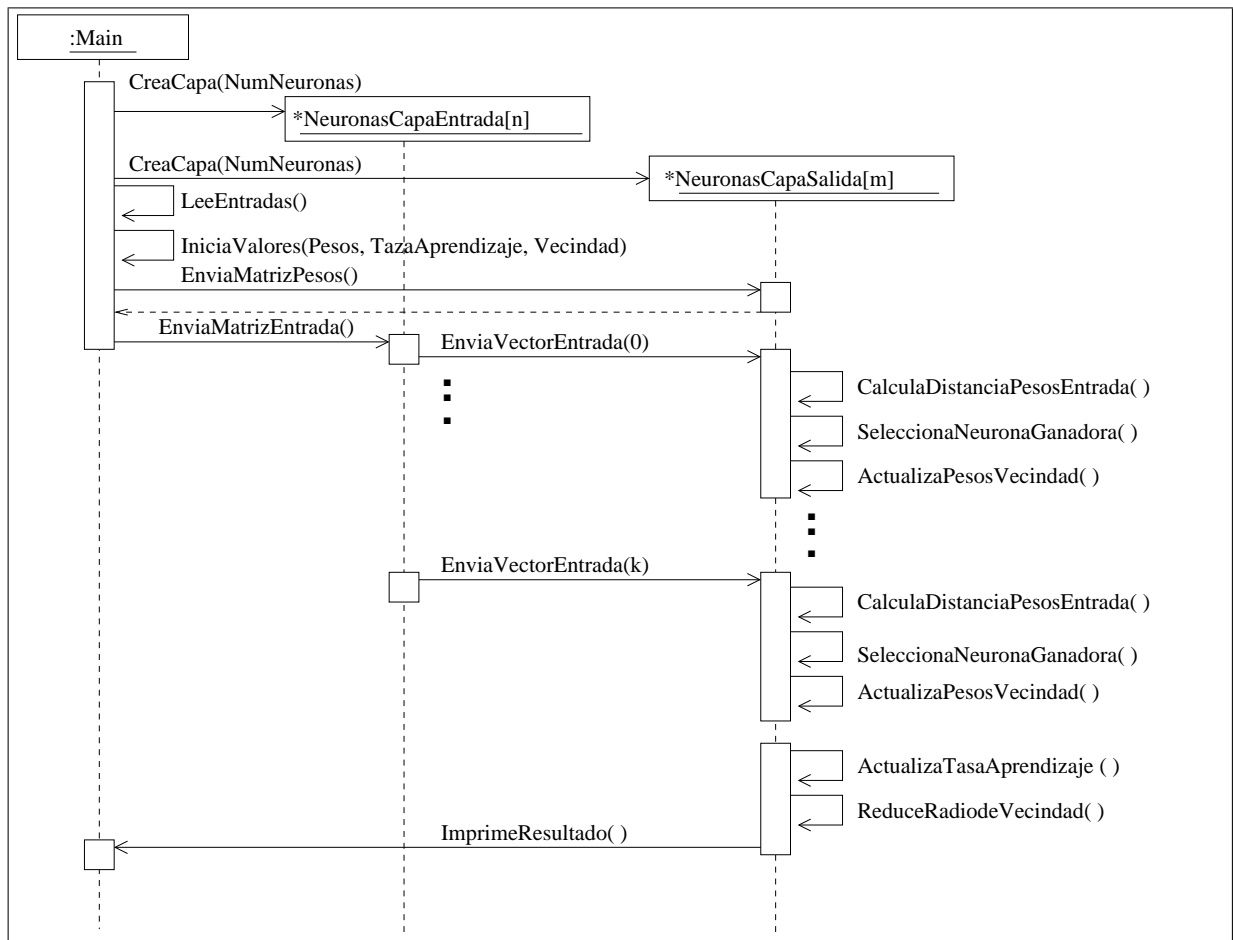 :Main
CreaCapa(NumNeuronas)
*NeuronasCapaEntrada[n]
CreaCapa(NumNeuronas)
*NeuronasCapaSalida[m]
LeeEntradas()
IniciaValores(Pesos, TazaAprendizaje, Vecindad)
EnviaMatrizPesos()
EnviaMatrizEntrada()
EnviaVectorEntrada(0)
CalculaDistanciaPesosEntrada( )
SeleccionaNeuronaGanadora( )
ActualizaPesosVecindad( )
EnviaVectorEntrada(k)
CalculaDistanciaPesosEntrada( )
SeleccionaNeuronaGanadora( )
ActualizaPesosVecindad( )
ActualizaTasaAprendizaje ( )
ReduceRadiodeVecindad( )
ImprimeResultado( )